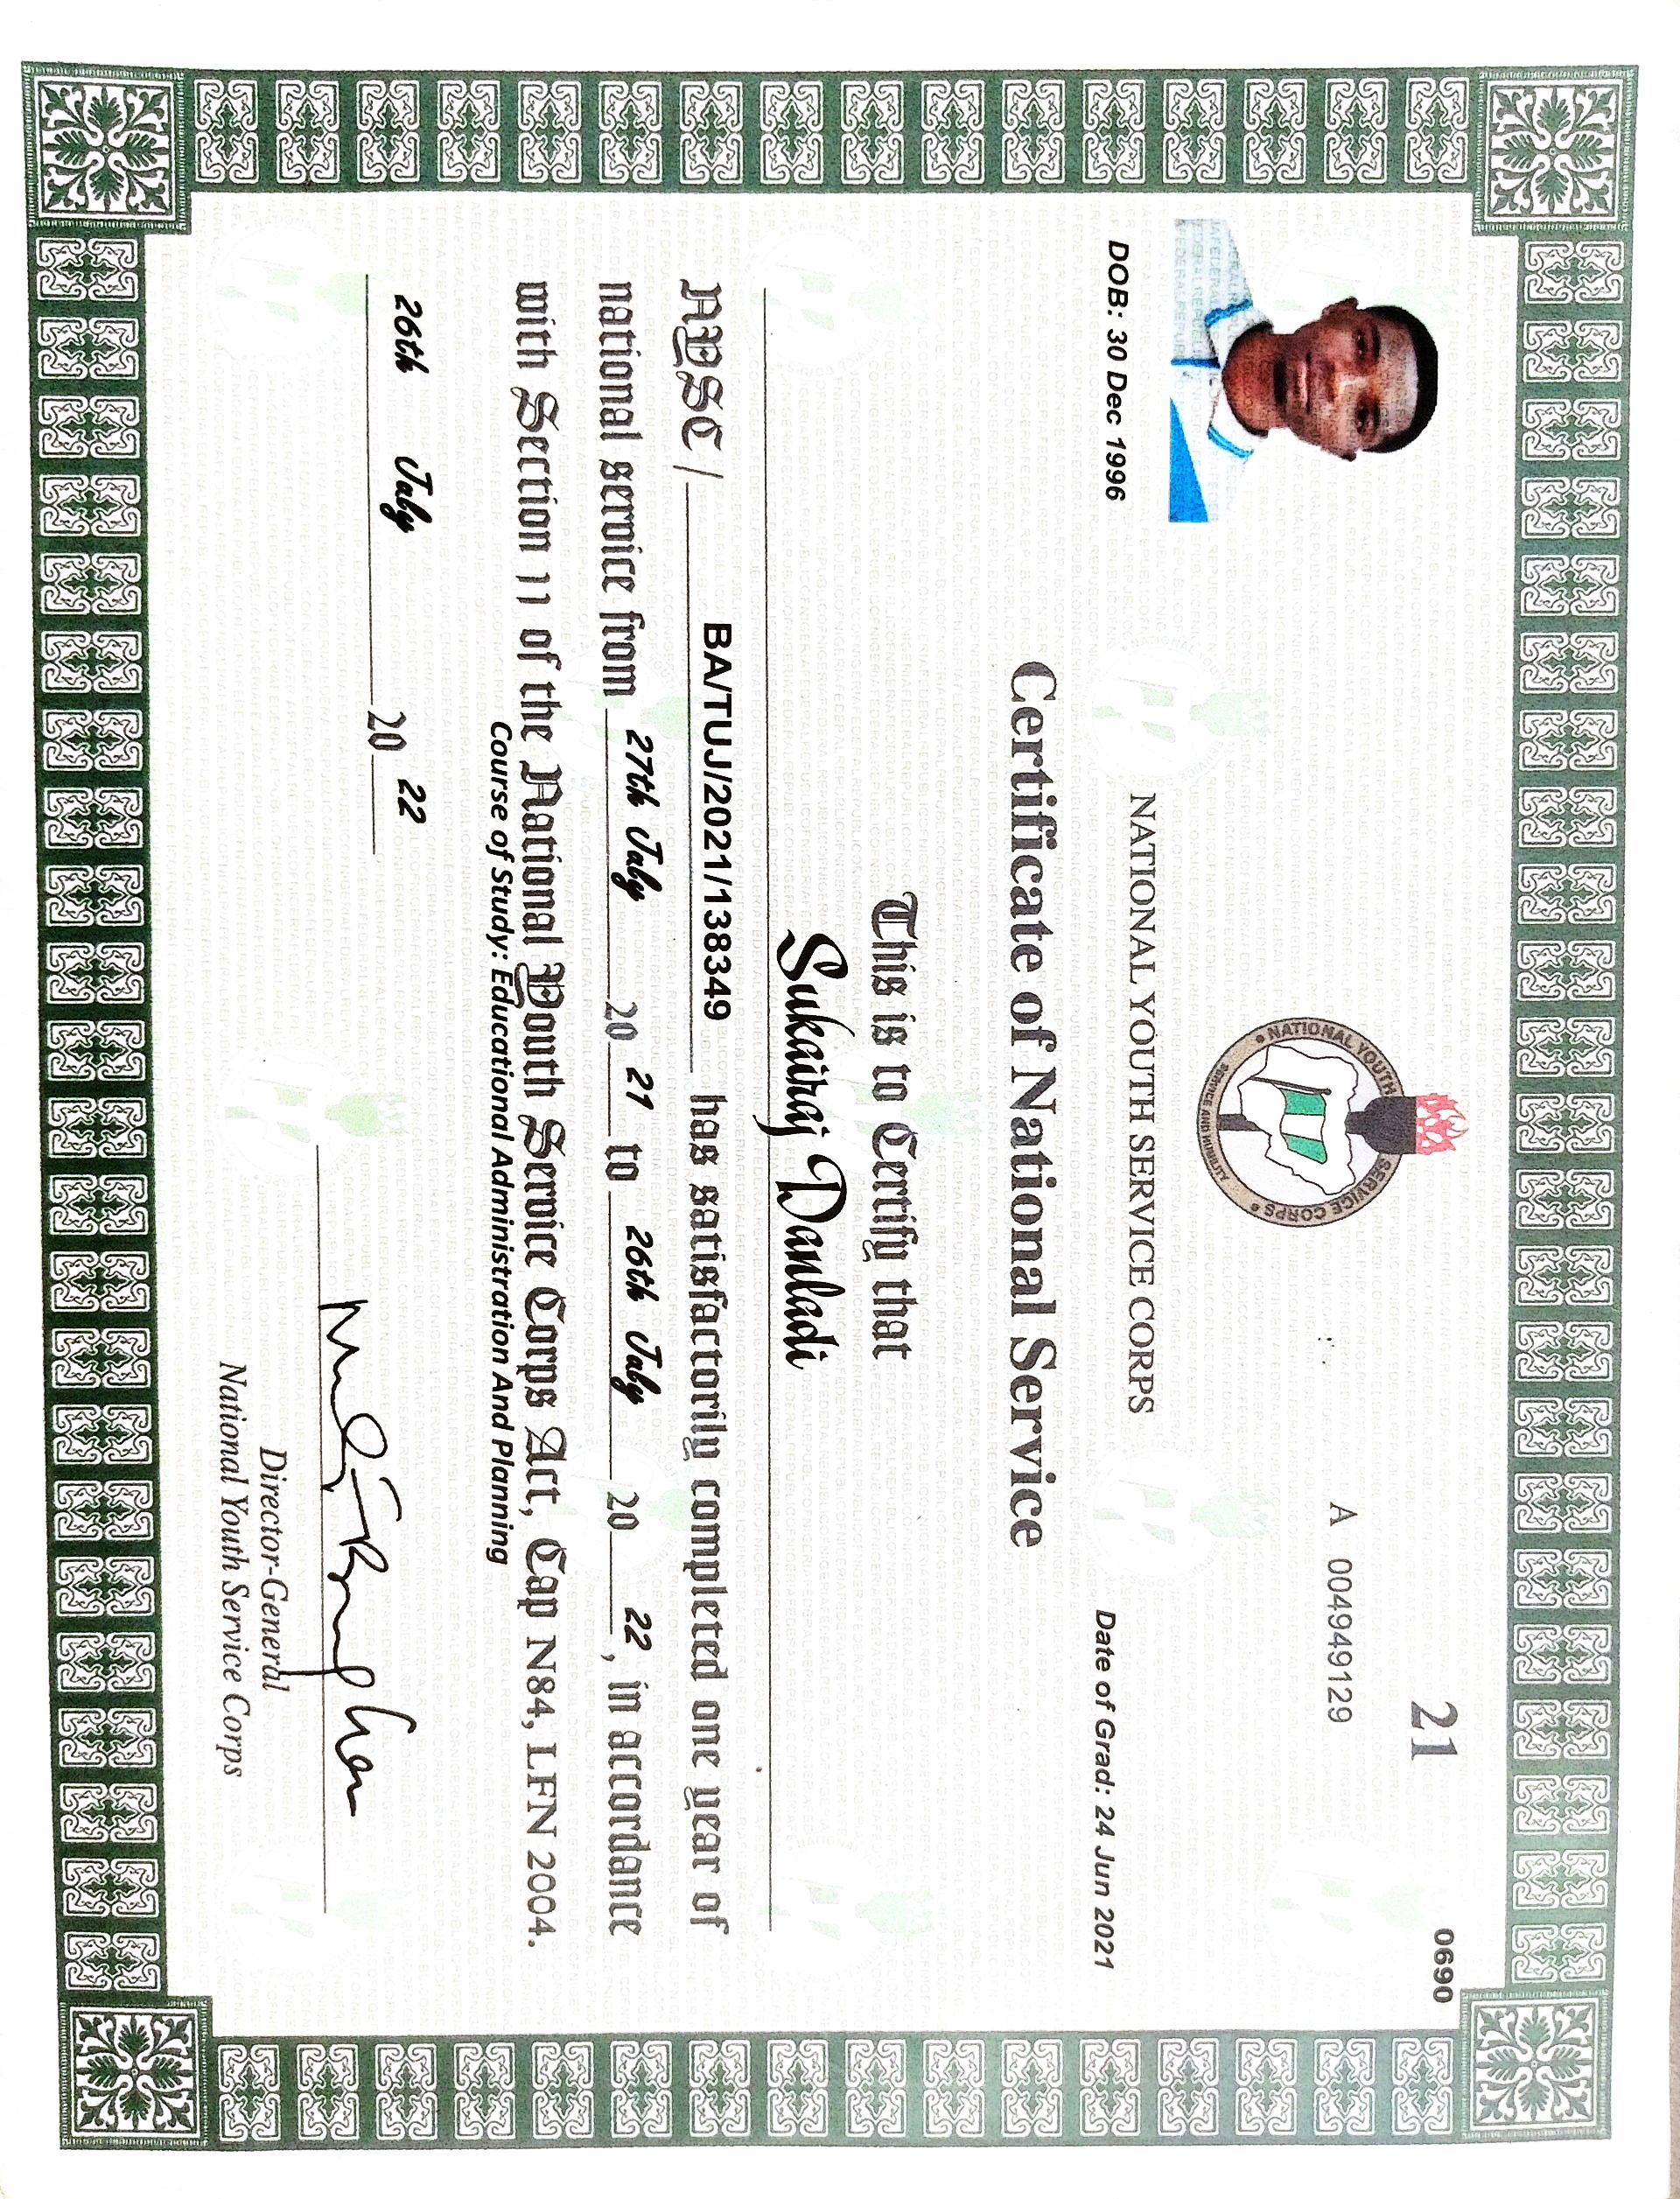 21
0690
A 004949129
NATIONAL YOUTH SERVICE CORPS
SERVICE AND HUMILITY
NATIONAL YOUTH SERVICE CORPS
DOB: 30 Dec 1996
Date of Grad: 24 Jun 2021
Certificate of National Service
This is to Certify that
Sukairaj Danladi
NYSC / BA/TUJ/2021/138349 has satisfactorily completed one year of
national service from 27th July 20 21 to 26th July 20 22, in accordance
with Section 11 of the National Youth Service Corps Act, Cap N84, LFN 2004.
Course of Study: Educational Administration And Planning
26th July 20 22
Director-General
National Youth Service Corps